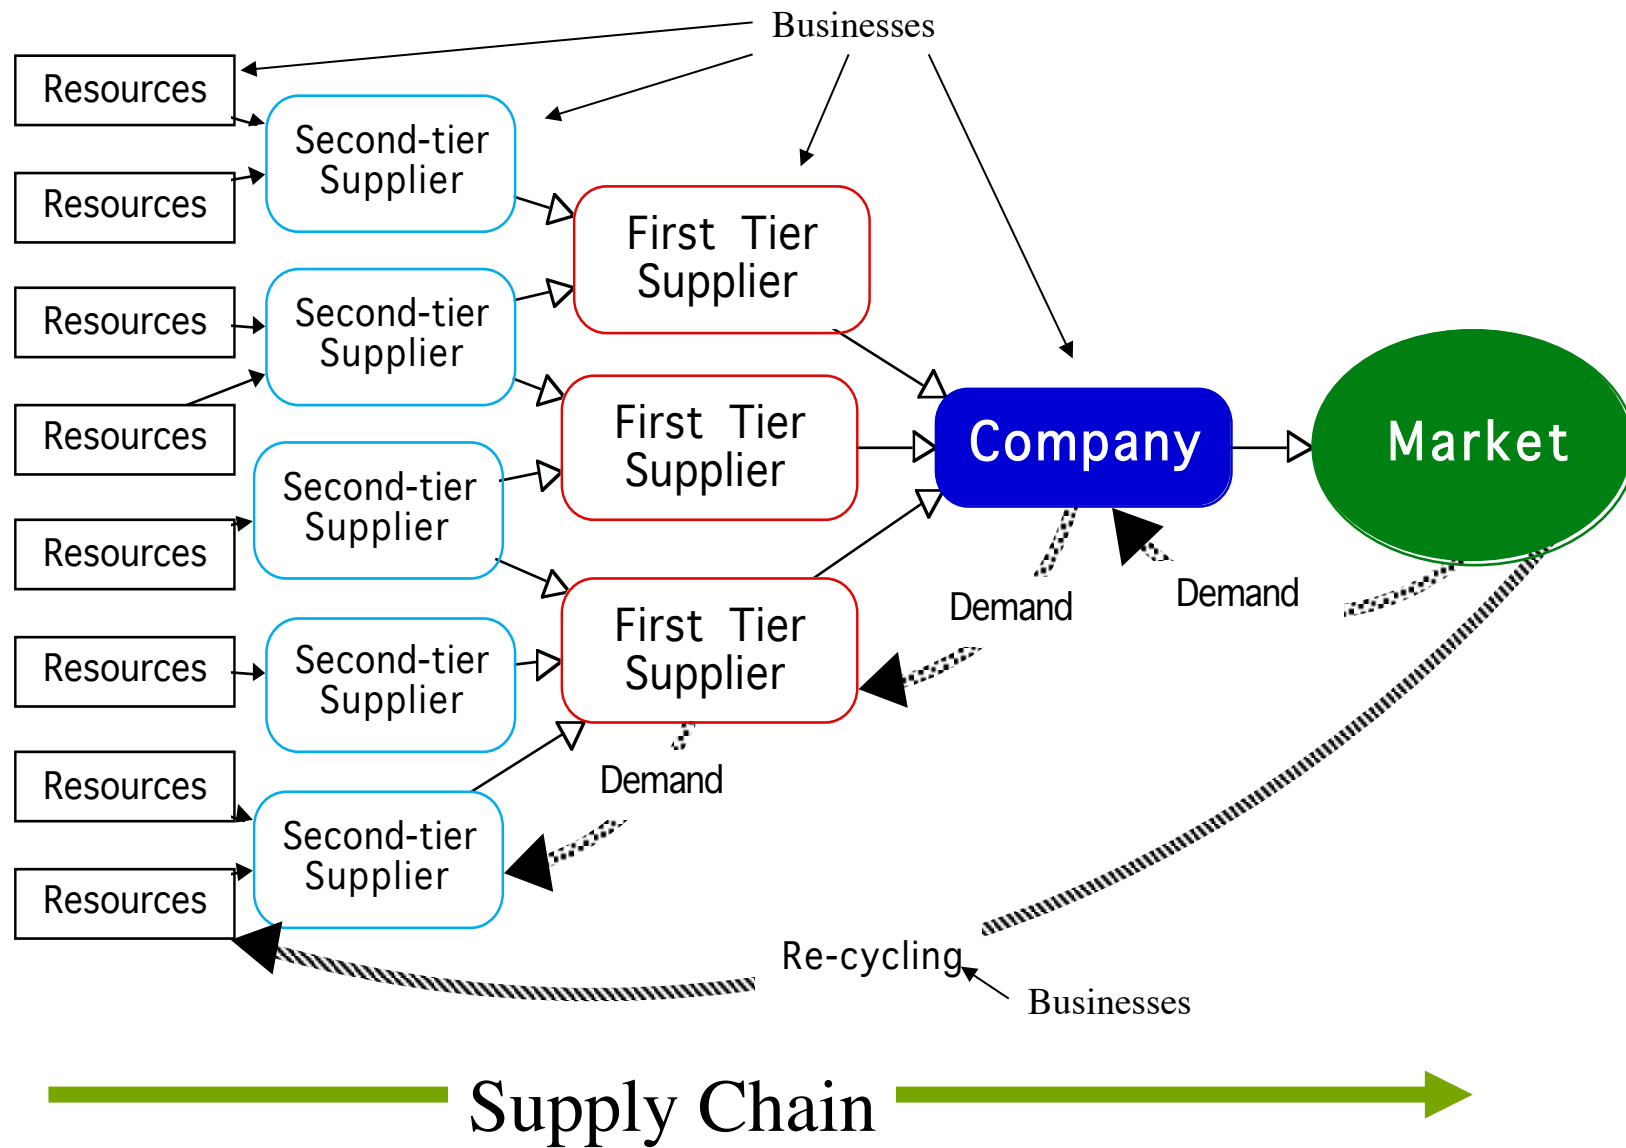 Businesses
Resources
Resources
Resources
Resources
Resources
Resources
Resources
Resources
Second-tier
Supplier
Second-tier
Supplier
Second-tier
Supplier
Second-tier
Supplier
Second-tier
Supplier
First Tier
Supplier
First Tier
Supplier
First Tier
Supplier
Company
Market
Demand
Demand
Demand
Re-cycling
Businesses
Supply Chain